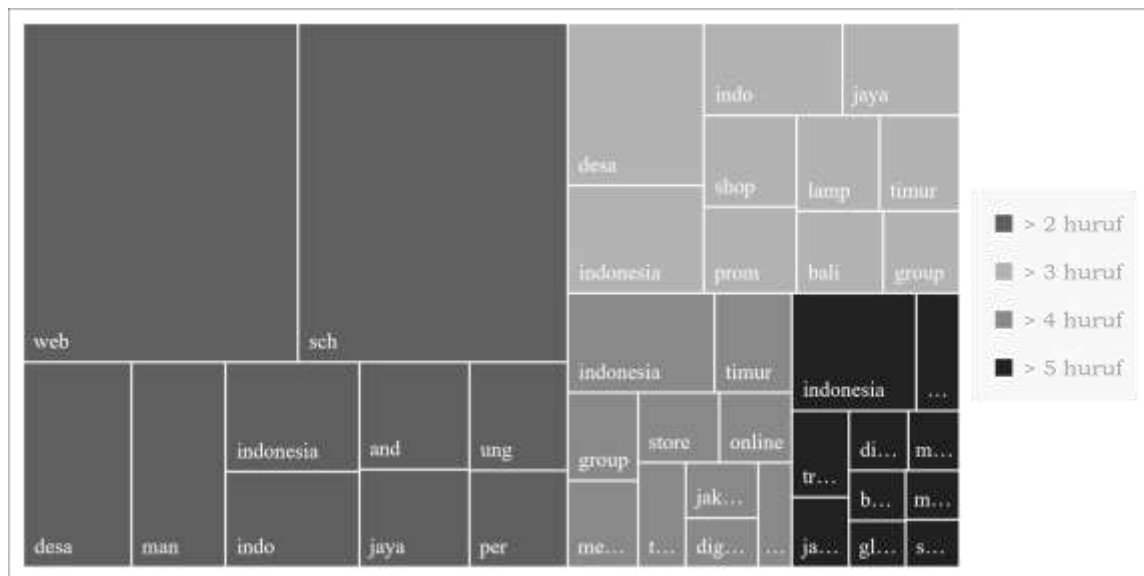 web
sch
desa
man
indonesia
indo
and
jaya
ung
per
desa
indonesia
indo
jaya
shop
lamp
timur
prom
bali
group
indonesia
timur
group
me...
store
online
t...
jak...
dig...
...
indonesia
...
tr...
ja...
di...
m...
b...
m...
gl...
s...
> 2 huruf
> 3 huruf
> 4 huruf
> 5 huruf